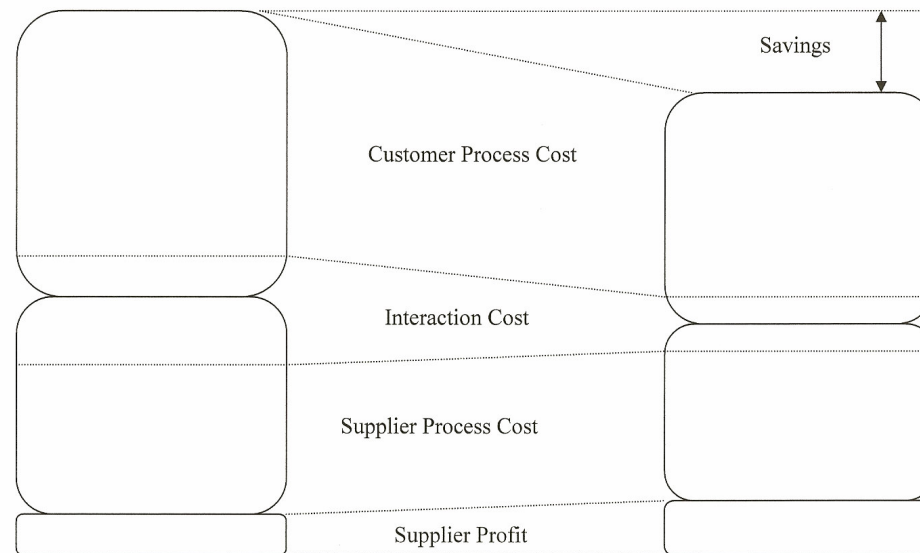 Savings
Customer Process Cost
Interaction Cost
Supplier Process Cost
Supplier Profit